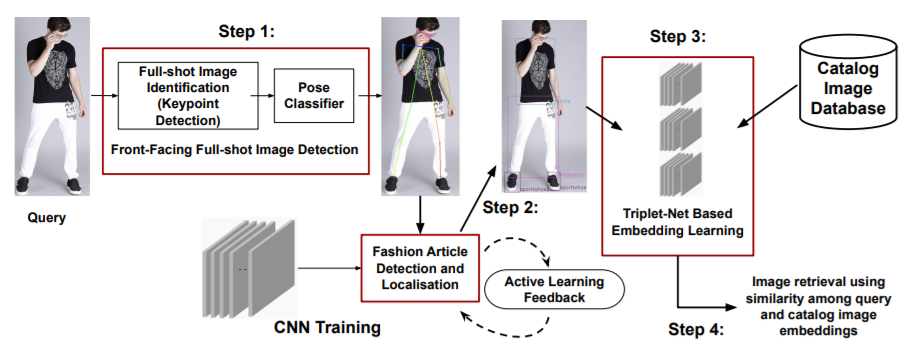 Step 1:
Full-shot Image
Identification
(Keypoint
Detection)
Pose
Classifier
Front-Facing Full-shot Image Detection
Query
Step 2:
Fashion Article
Detection and
Localisation
Active Learning
Feedback
CNN Training
sportsshoe
sportsshoe
Step 3:
Triplet-Net Based
Embedding Learning
Catalog
Image
Database
Step 4:
Image retrieval using
similarity among query
and catalog image
embeddings